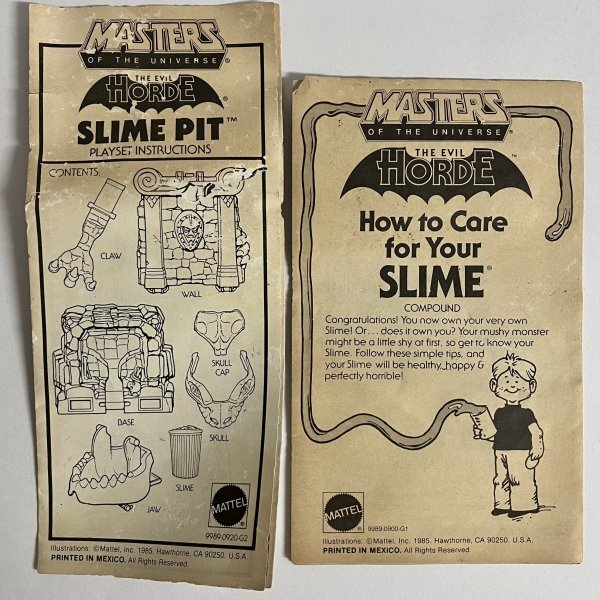 MASTERS
OF THE UNIVERSE®
THE EVIL
HORDE®
SLIME PIT™
PLAYSET INSTRUCTIONS
CONTENTS:
CLAW
WALL
SKULL
CAP
BASE
SKULL
SLIME
JAW
MATTEL®
9989-0920-G2
Illustrations: ©Mattel, Inc. 1985. Hawthorne, CA 90250. U.S.A.
PRINTED IN MEXICO. All Rights Reserved.
MASTERS
OF THE UNIVERSE®
THE EVIL
HORDE™
How to Care
for Your
SLIME®
COMPOUND
Congratulations! You now own your very own
Slime! Or... does it own you? Your mushy monster
might be a little shy at first, so get to know your
Slime. Follow these simple tips, and
your Slime will be healthy, happy &
perfectly horrible!
MATTEL®
9989-0900-G1
Illustrations: ©Mattel, Inc. 1985. Hawthorne, CA 90250. U.S.A.
PRINTED IN MEXICO. All Rights Reserved.